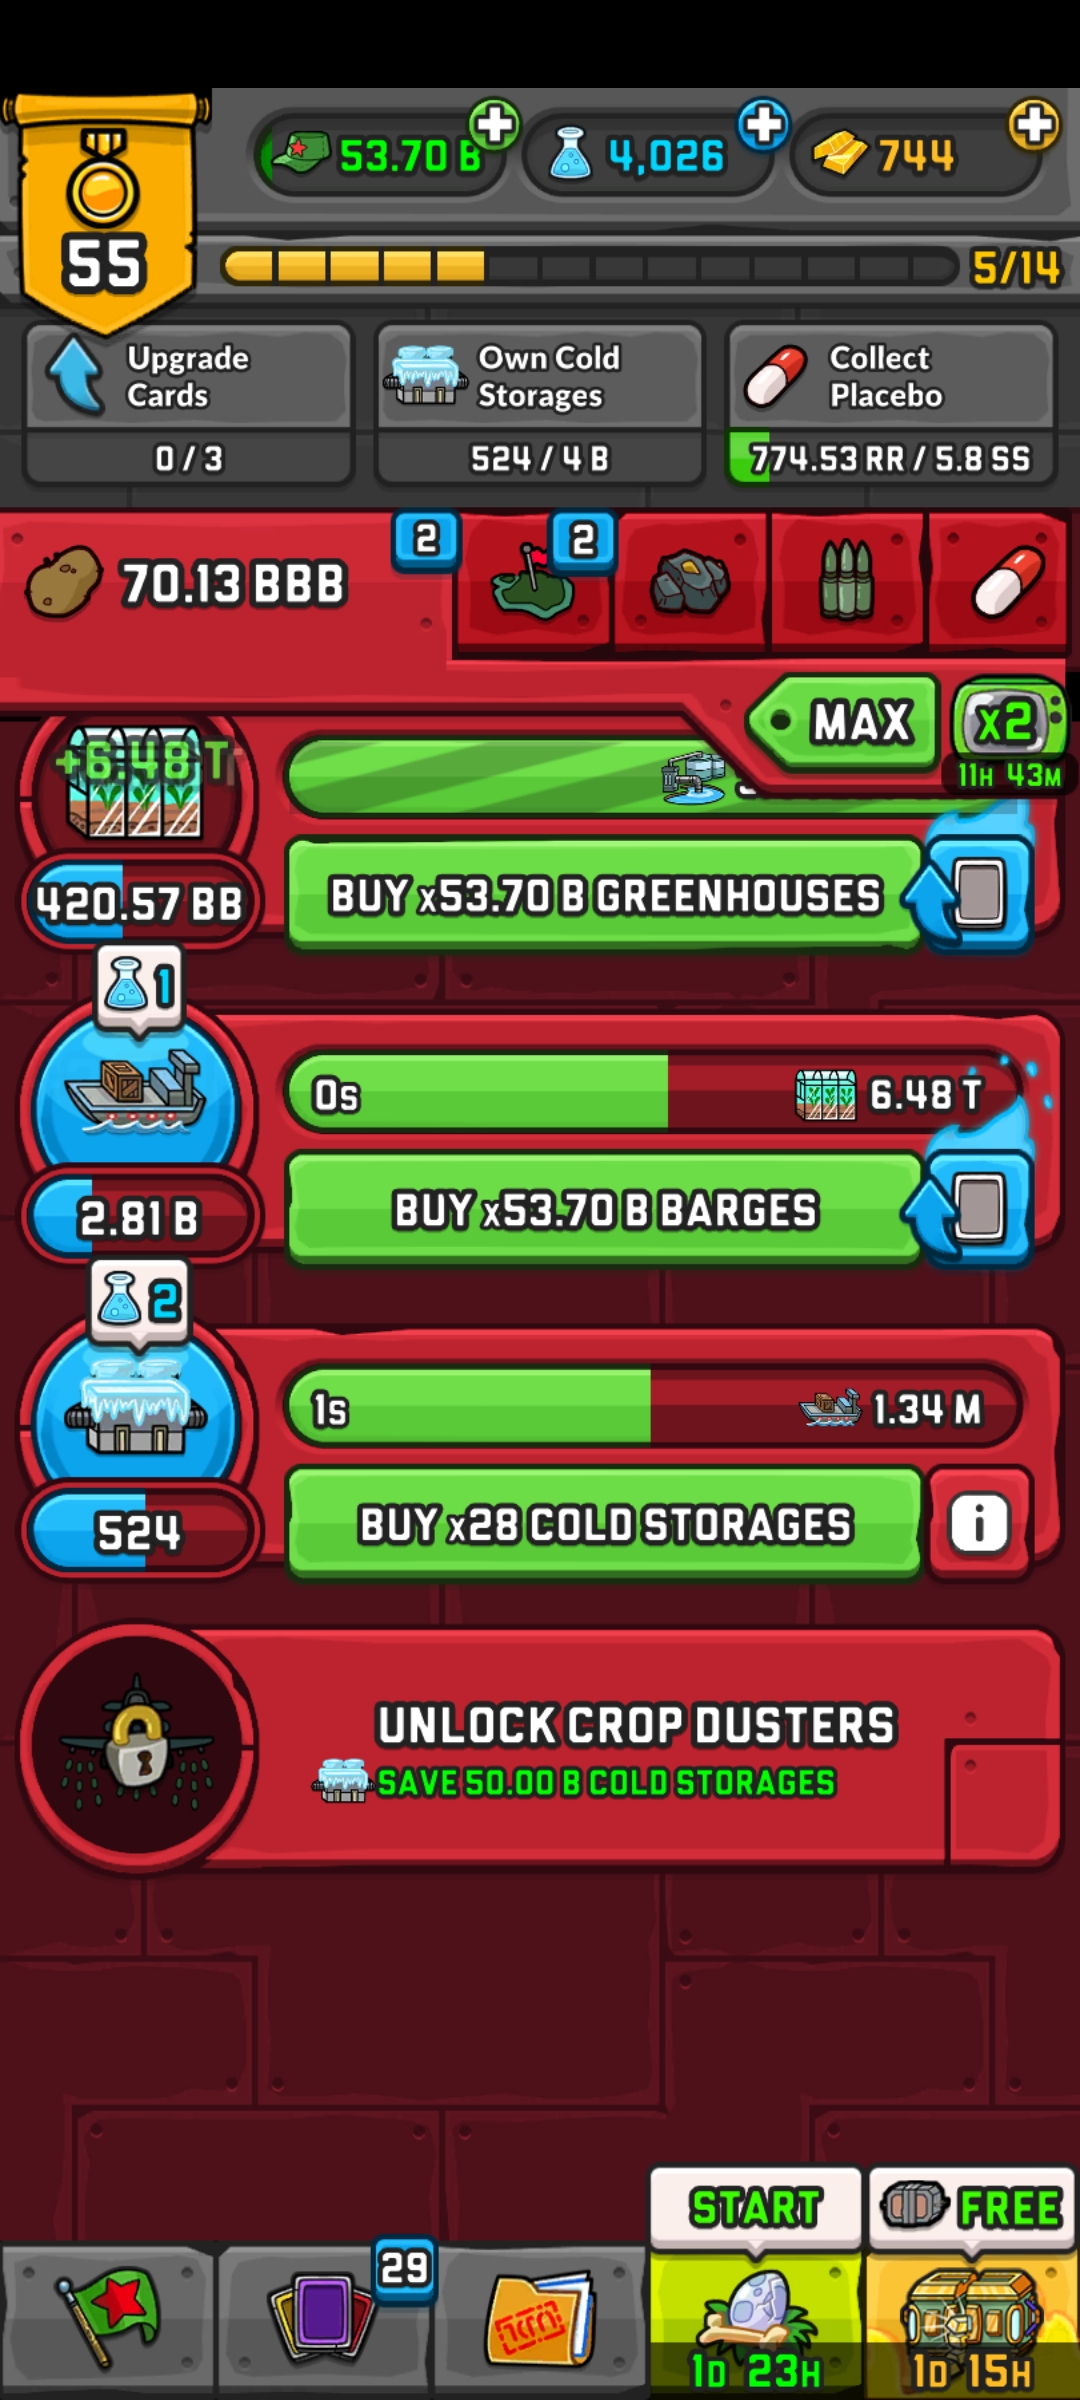 53.70 B
4,026
744
55
5/14
Upgrade
Cards
0 / 3
Own Cold
Storages
524 / 4 B
Collect
Placebo
774.53 RR / 5.8 SS
70.13 BBB
2
2
MAX
x2
11H 43M
+6.48 T
420.57 BB
BUY x53.70 B GREENHOUSES
1
0s
6.48 T
2.81 B
BUY x53.70 B BARGES
2
1s
1.34 M
524
BUY x28 COLD STORAGES
i
UNLOCK CROP DUSTERS
SAVE 50.00 B COLD STORAGES
START
FREE
29
1D 23H
1D 15H